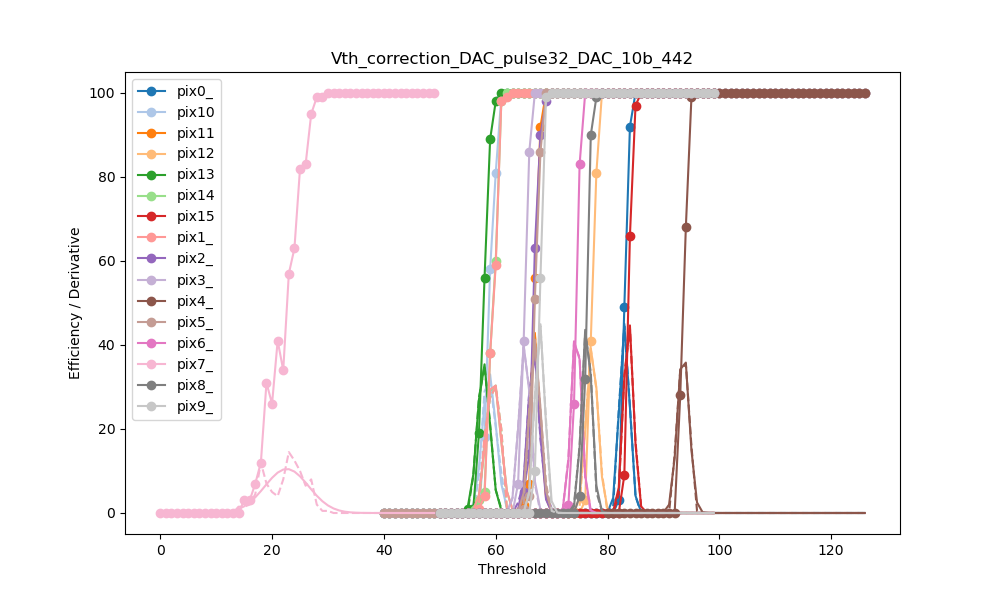 Vth_correction_DAC_pulse32_DAC_10b_442
Efficiency / Derivative
100
80
60
40
20
0
pix0_
pix10
pix11
pix12
pix13
pix14
pix15
pix1_
pix2_
pix3_
pix4_
pix5_
pix6_
pix7_
pix8_
pix9_
0 20 40 60 80 100 120
Threshold